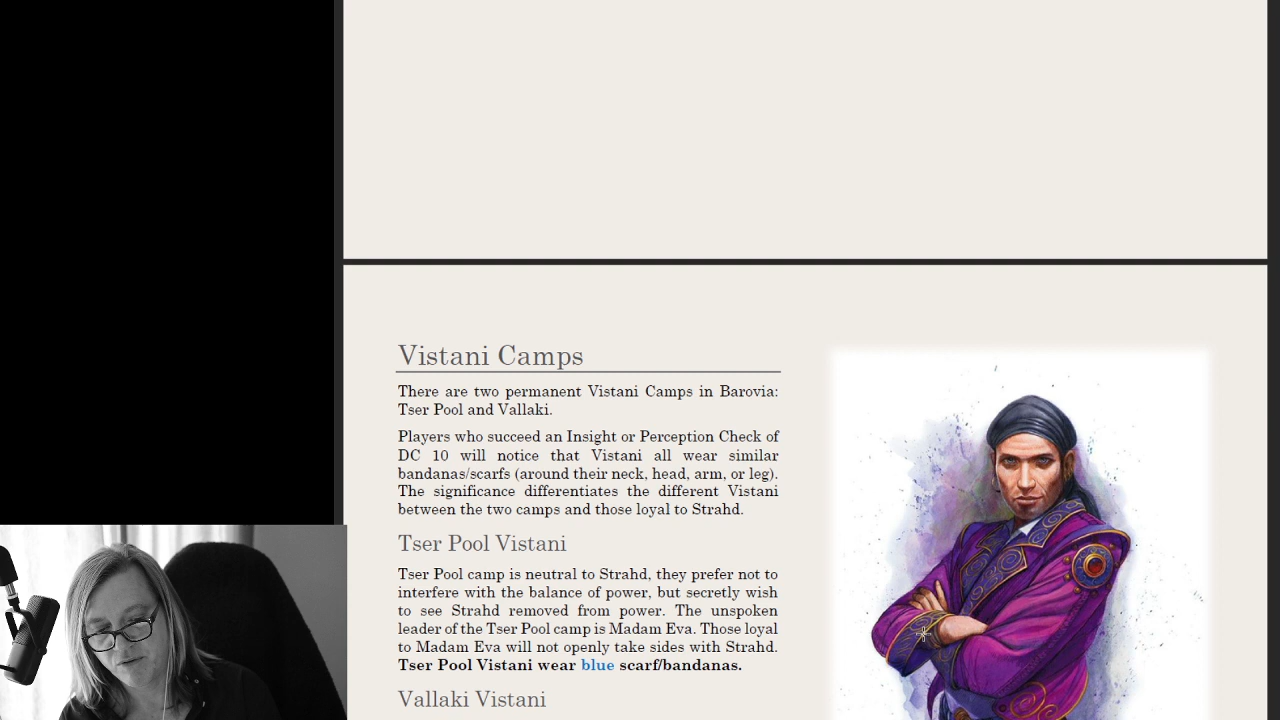 Vistani Camps
There are two permanent Vistani Camps in Barovia:
Tser Pool and Vallaki.
Players who succeed an Insight or Perception Check of
DC 10 will notice that Vistani all wear similar
bandanas/scarfs (around their neck, head, arm, or leg).
The significance differentiates the different Vistani
between the two camps and those loyal to Strahd.
Tser Pool Vistani
Tser Pool camp is neutral to Strahd, they prefer not to
interfere with the balance of power, but secretly wish
to see Strahd removed from power. The unspoken
leader of the Tser Pool camp is Madam Eva. Those loyal
to Madam Eva will not openly take sides with Strahd.
Tser Pool Vistani wear blue scarf/bandanas.
Vallaki Vistani